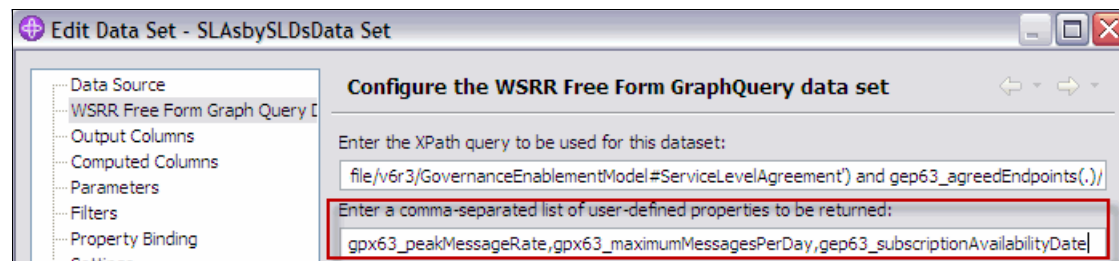 Edit Data Set - SLAsbySLDsData Set
Data Source
WSRR Free Form Graph Query D
Output Columns
Computed Columns
Parameters
Filters
Property Binding
Configure the WSRR Free Form GraphQuery data set
Enter the XPath query to be used for this dataset:
file/v6r3/GovernanceEnablementModel#ServiceLevelAgreement') and gep63_agreedEndpoints(.)/
Enter a comma-separated list of user-defined properties to be returned:
gpx63_peakMessageRate,gpx63_maximumMessagesPerDay,gep63_subscriptionAvailabilityDate